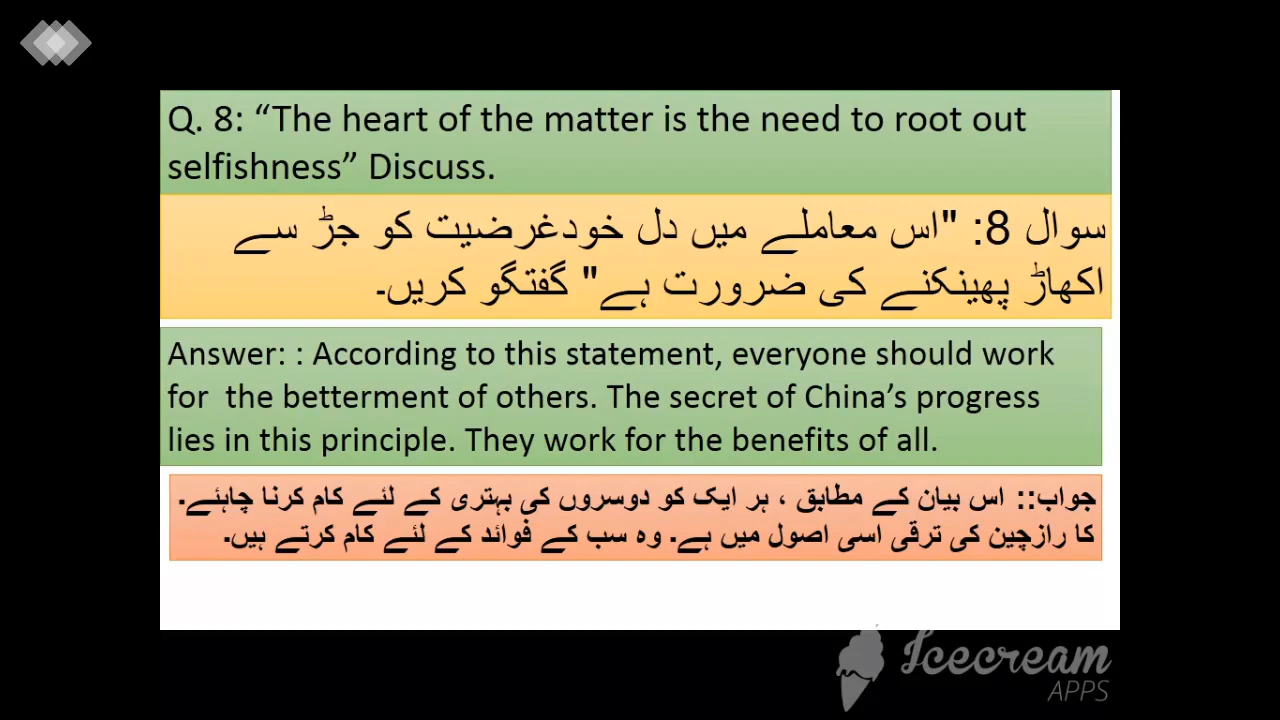 Q. 8: “The heart of the matter is the need to root out
selfishness” Discuss.
سوال 8: "اس معاملے میں دل خودغرضیت کو جڑ سے
اکھاڑ پھینکنے کی ضرورت ہے" گفتگو کریں۔
Answer: : According to this statement, everyone should work
for  the betterment of others. The secret of China’s progress
lies in this principle. They work for the benefits of all.
جواب:: اس بیان کے مطابق ، ہر ایک کو دوسروں کی بہتری کے لئے کام کرنا چاہئے۔
کا رازچین کی ترقی اسی اصول میں ہے۔ وہ سب کے فوائد کے لئے کام کرتے ہیں۔
Icecream
APPS